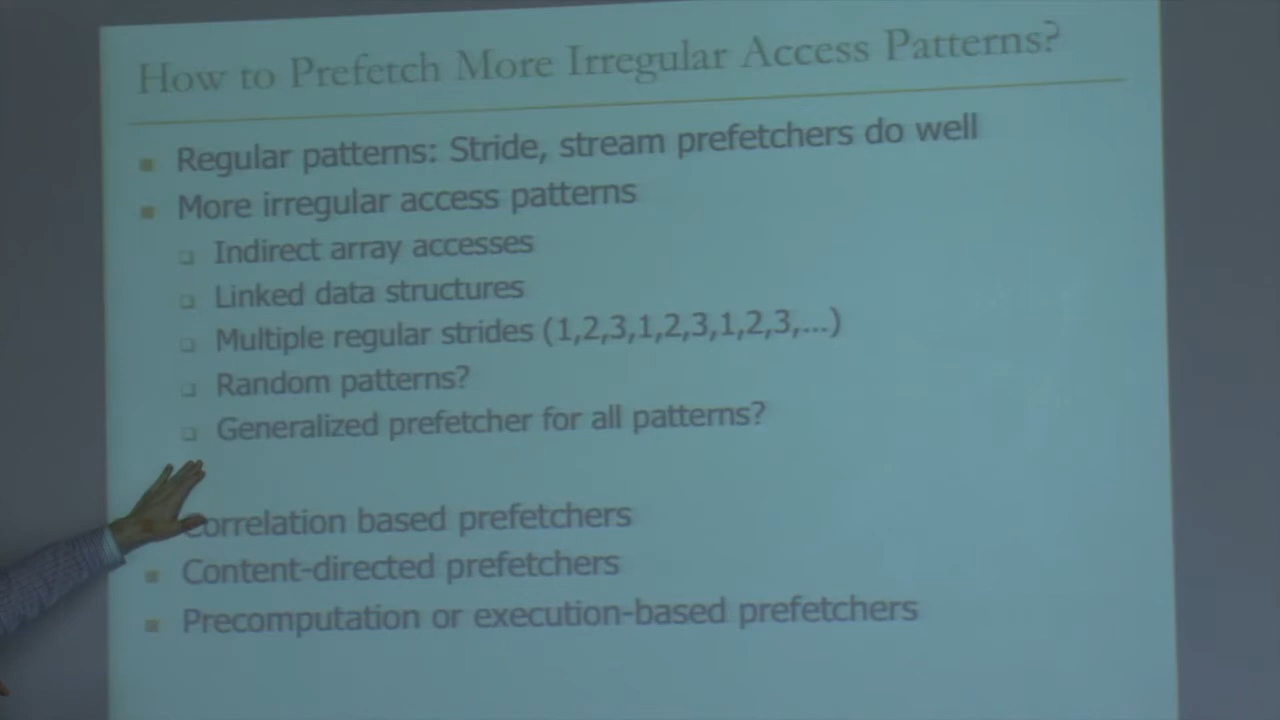 How to Prefetch More Irregular Access Patterns?
Regular patterns: Stride, stream prefetchers do well
More irregular access patterns
Indirect array accesses
Linked data structures
Multiple regular strides (1,2,3,1,2,3,1,2,3,...)
Random patterns?
Generalized prefetcher for all patterns?
Correlation based prefetchers
Content-directed prefetchers
Precomputation or execution-based prefetchers